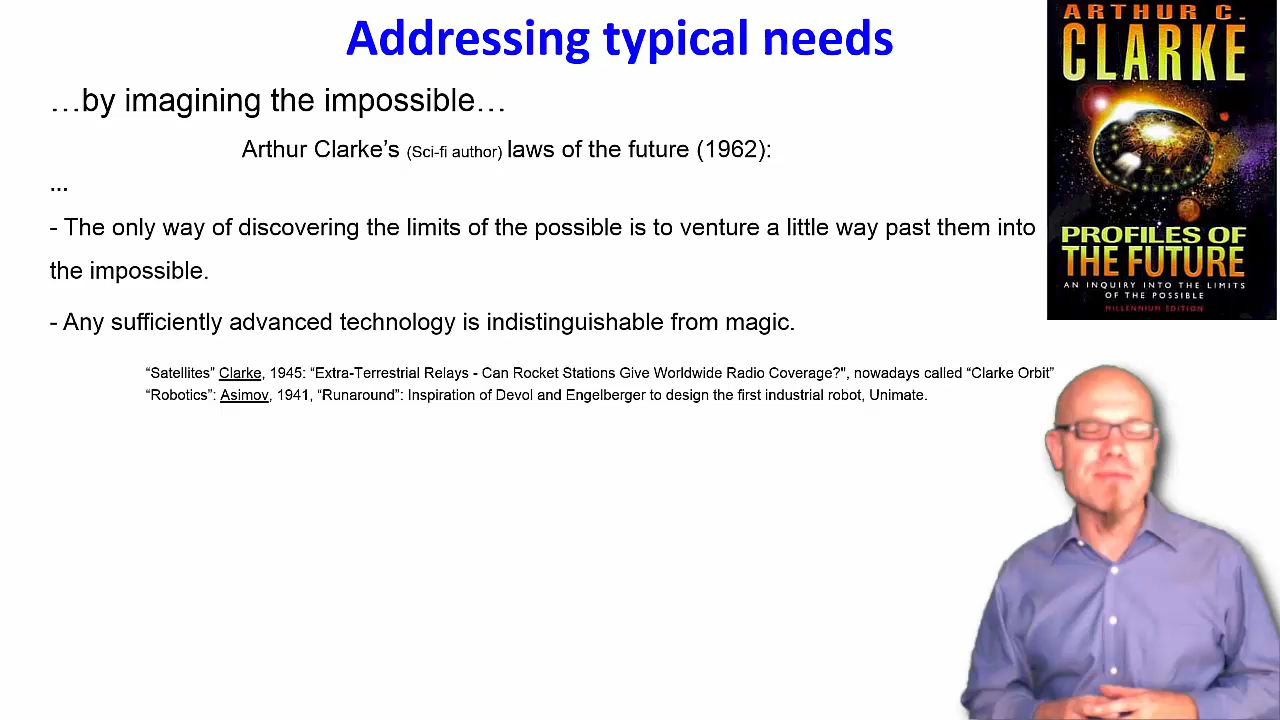 Addressing typical needs
…by imagining the impossible…
Arthur Clarke’s (Sci-fi author) laws of the future (1962):
...
- The only way of discovering the limits of the possible is to venture a little way past them into
the impossible.
- Any sufficiently advanced technology is indistinguishable from magic.
“Satellites” Clarke, 1945: “Extra-Terrestrial Relays - Can Rocket Stations Give Worldwide Radio Coverage?", nowadays called “Clarke Orbit”
“Robotics”: Asimov, 1941, “Runaround”: Inspiration of Devol and Engelberger to design the first industrial robot, Unimate.
ARTHUR C.
CLARKE
PROFILES OF
THE FUTURE
AN INQUIRY INTO THE LIMITS
OF THE POSSIBLE
MILLENNIUM EDITION